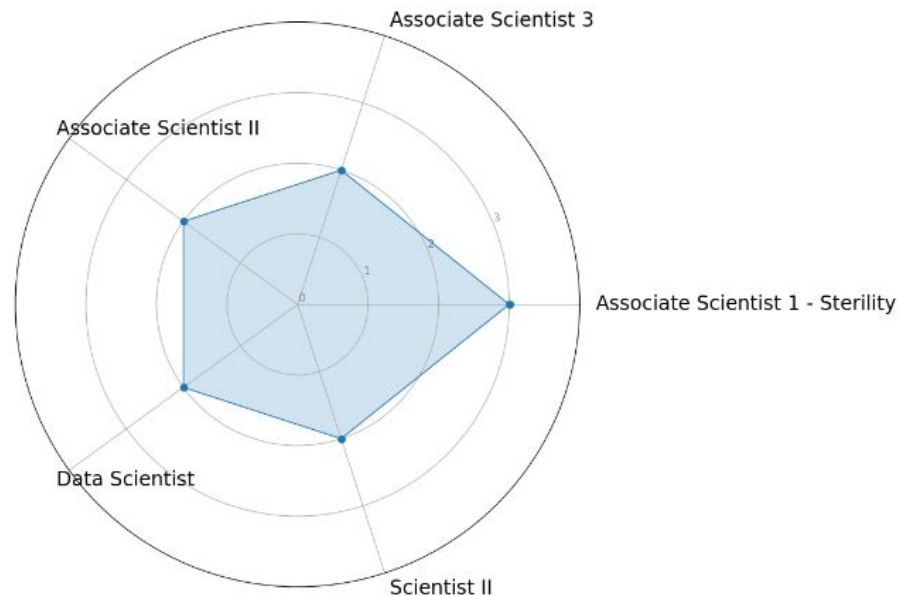 Associate Scientist 3
Associate Scientist II
3
2
1
0
Associate Scientist 1 - Sterility
Data Scientist
Scientist II